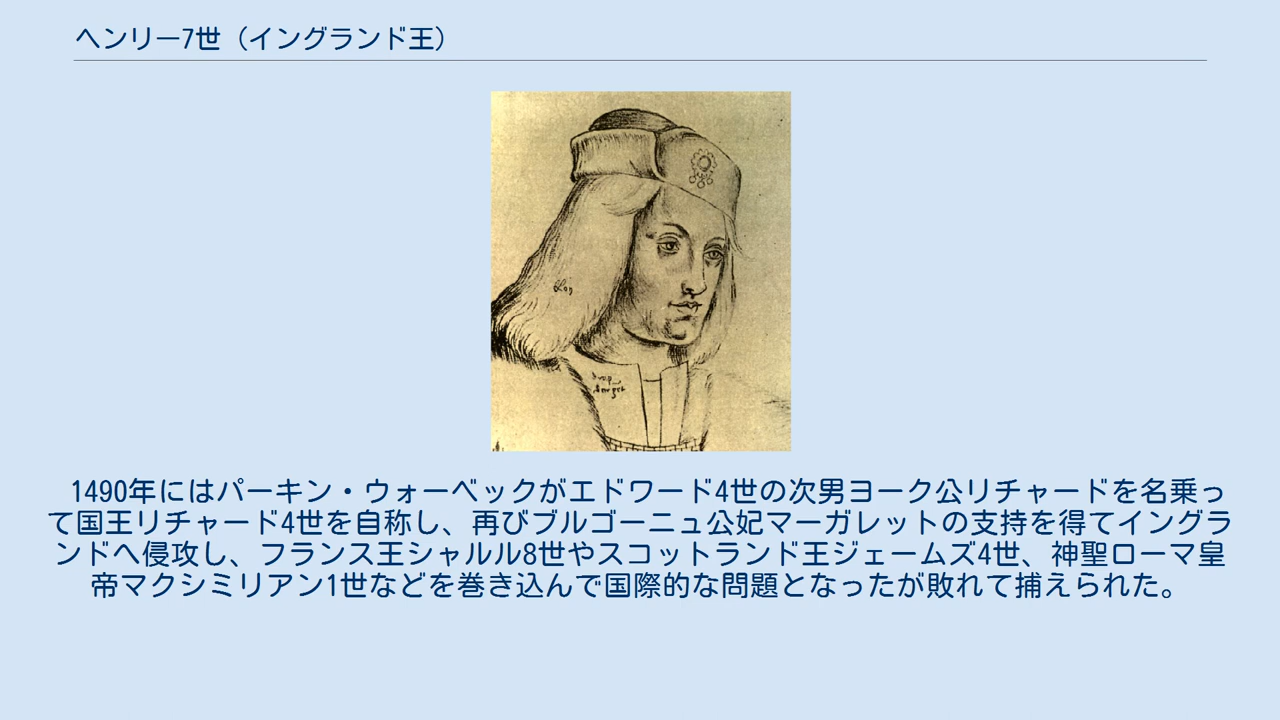 ヘンリー7世（イングランド王）
1490年にはパーキン・ウォーベックがエドワード4世の次男ヨーク公リチャードを名乗っ
て国王リチャード4世を自称し、再びブルゴーニュ公妃マーガレットの支持を得てイングラ
ンドへ侵攻し、フランス王シャルル8世やスコットランド王ジェームズ4世、神聖ローマ皇
帝マクシミリアン1世などを巻き込んで国際的な問題となったが敗れて捕えられた。